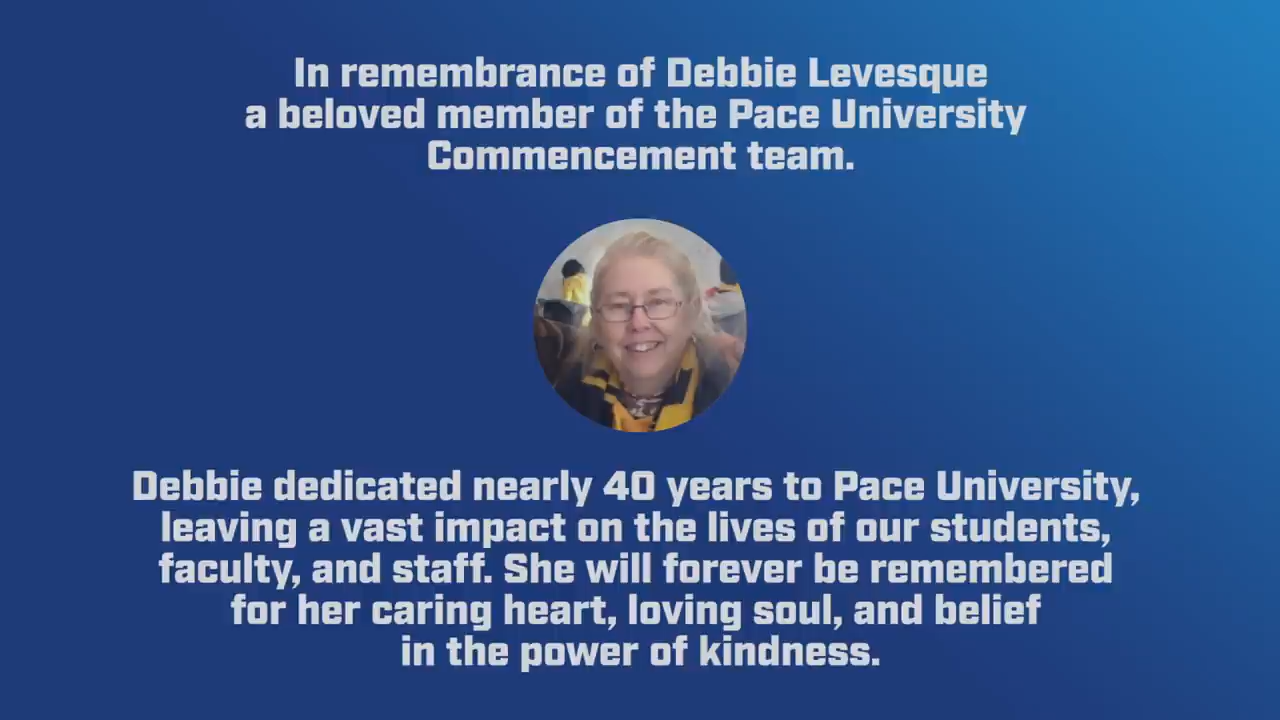 In remembrance of Debbie Levesque
a beloved member of the Pace University
Commencement team.
Debbie dedicated nearly 40 years to Pace University,
leaving a vast impact on the lives of our students,
faculty, and staff. She will forever be remembered
for her caring heart, loving soul, and belief
in the power of kindness.